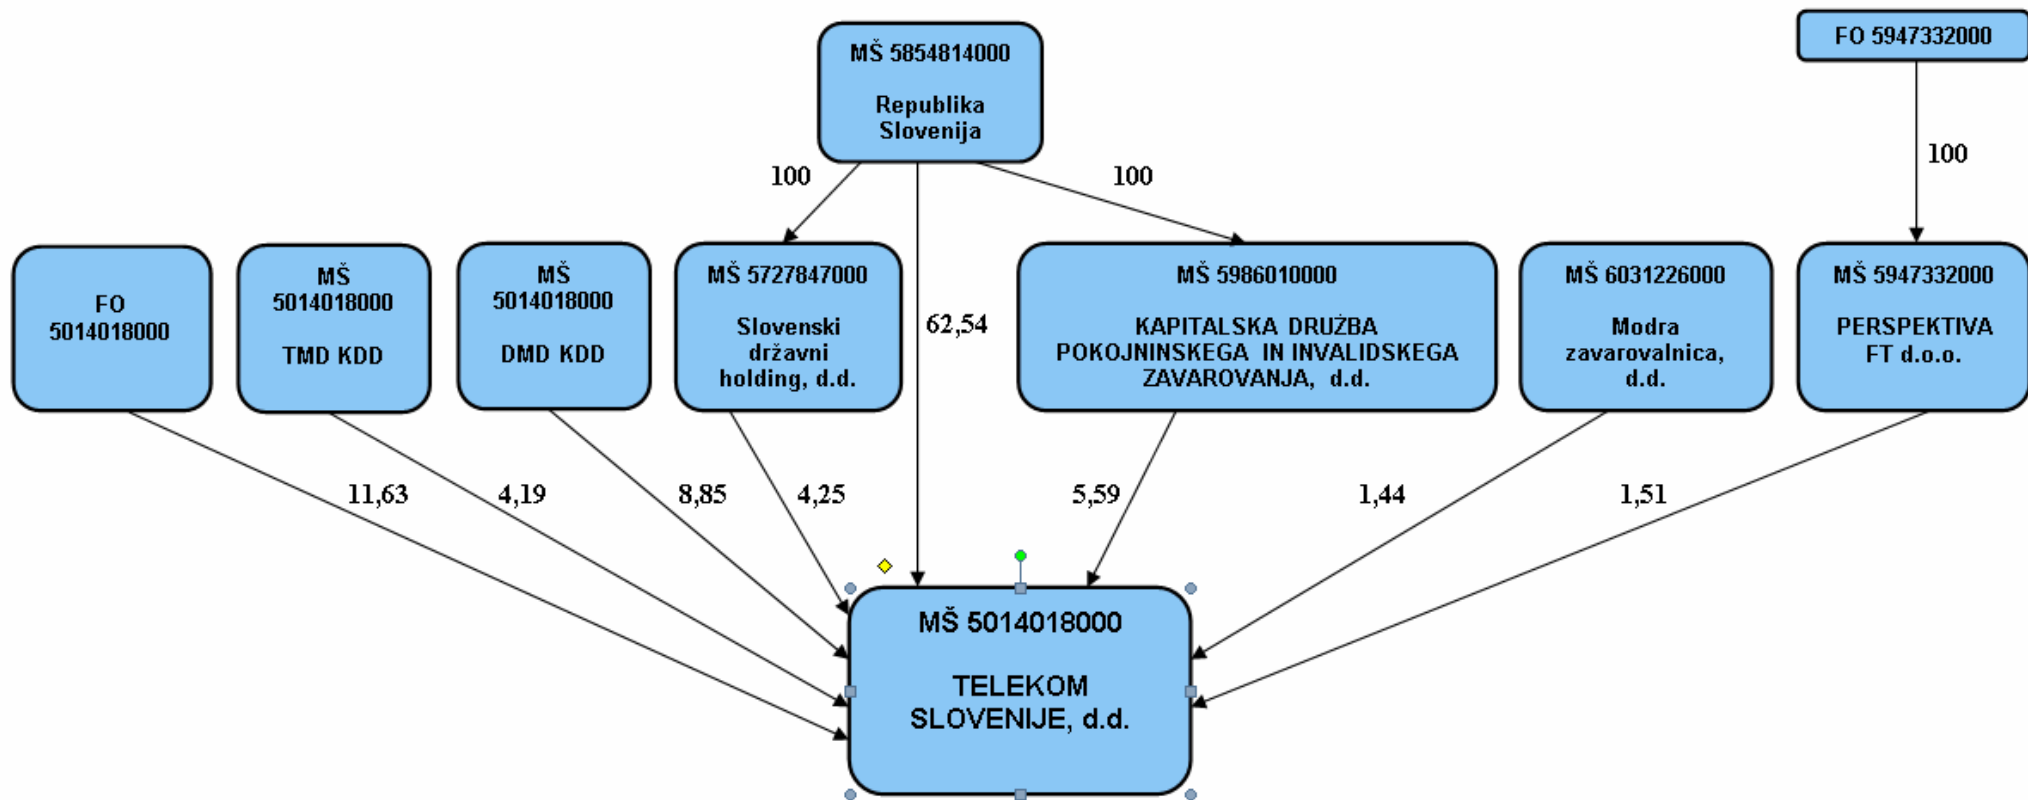 MŠ 5854814000
Republika
Slovenija
FO 5947332000
100
100
100
FO
5014018000
MŠ
5014018000
TMD KDD
MŠ
5014018000
DMD KDD
MŠ 5727847000
Slovenski
državni
holding, d.d.
62,54
MŠ 5986010000
KAPITALSKA DRUŽBA
POKOJNINSKEGA IN INVALIDSKEGA
ZAVAROVANJA, d.d.
MŠ 6031226000
Modra
zavarovalnica,
d.d.
MŠ 5947332000
PERSPEKTIVA
FT d.o.o.
11,63
4,19
8,85
4,25
5,59
1,44
1,51
MŠ 5014018000
TELEKOM
SLOVENIJE, d.d.